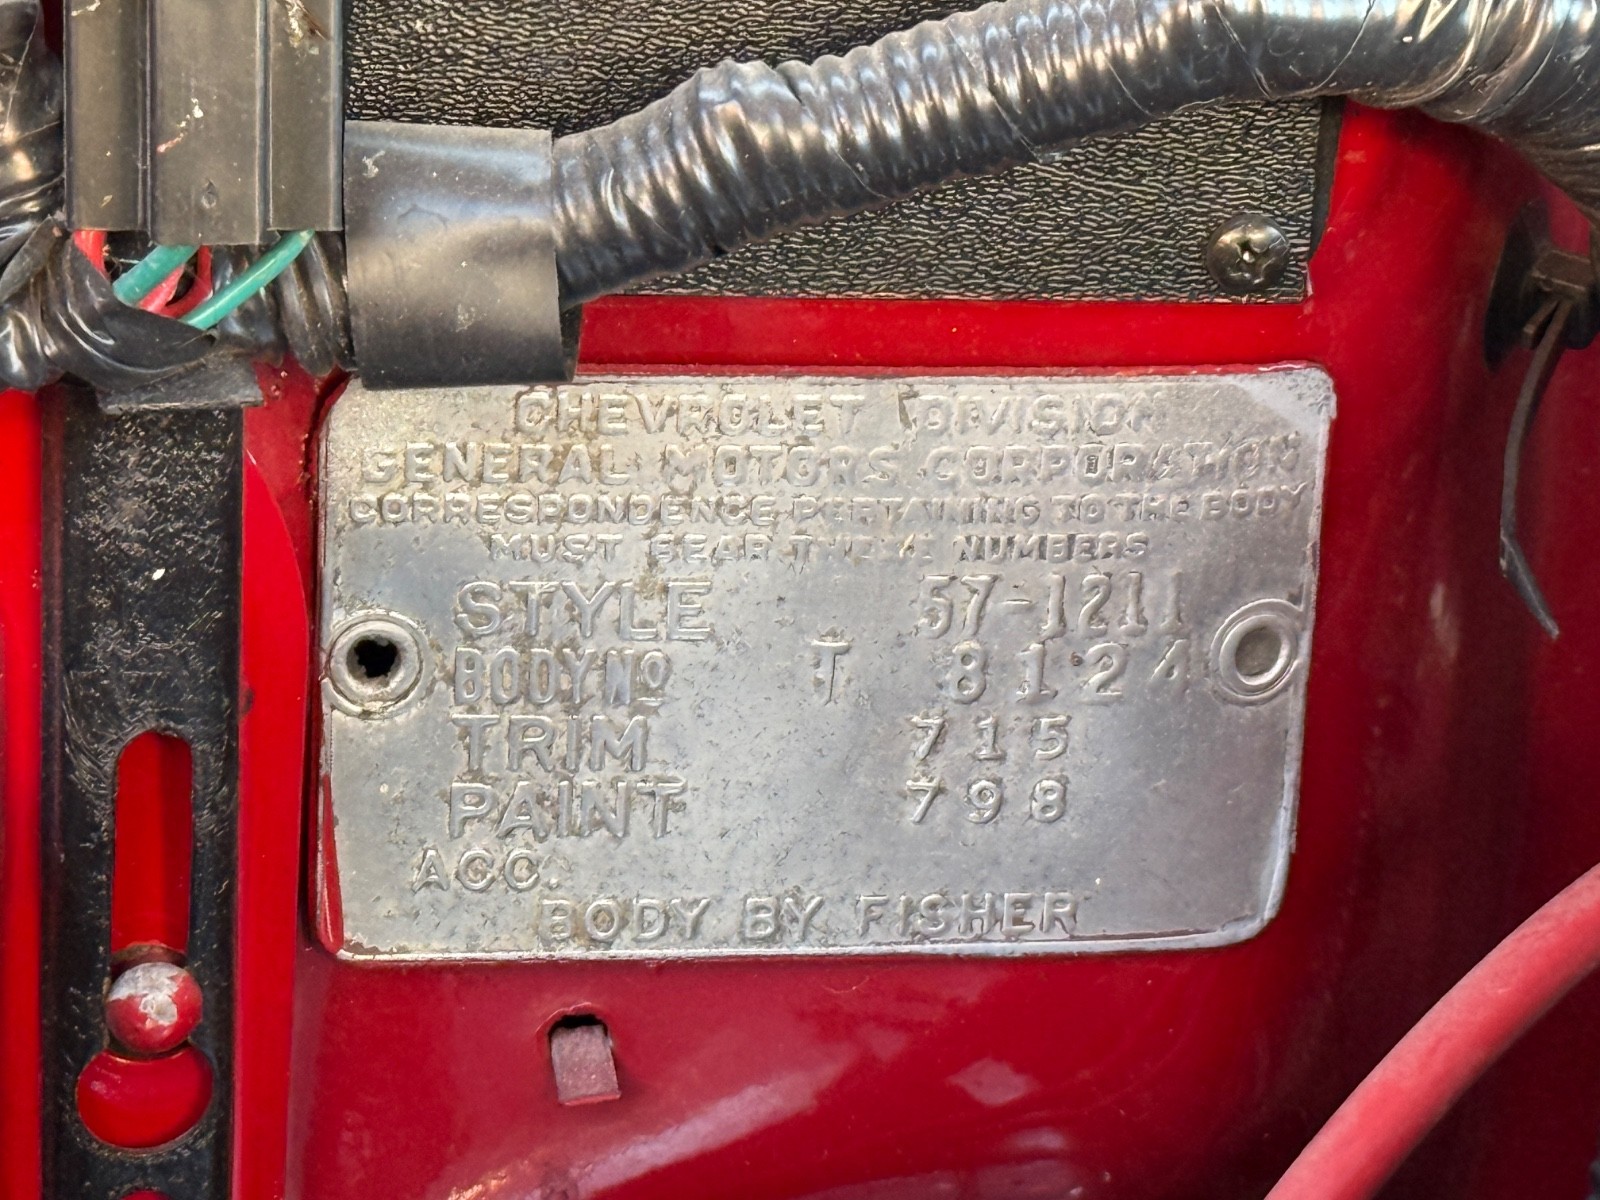 CHEVROLET DIVISION
GENERAL MOTORS CORPORATION
CORRESPONDENCE PERTAINING TO THE BODY
MUST BEAR THESE NUMBERS
STYLE 57-1211
BODY Nº T 8124
TRIM 715
PAINT 798
ACC.
BODY BY FISHER